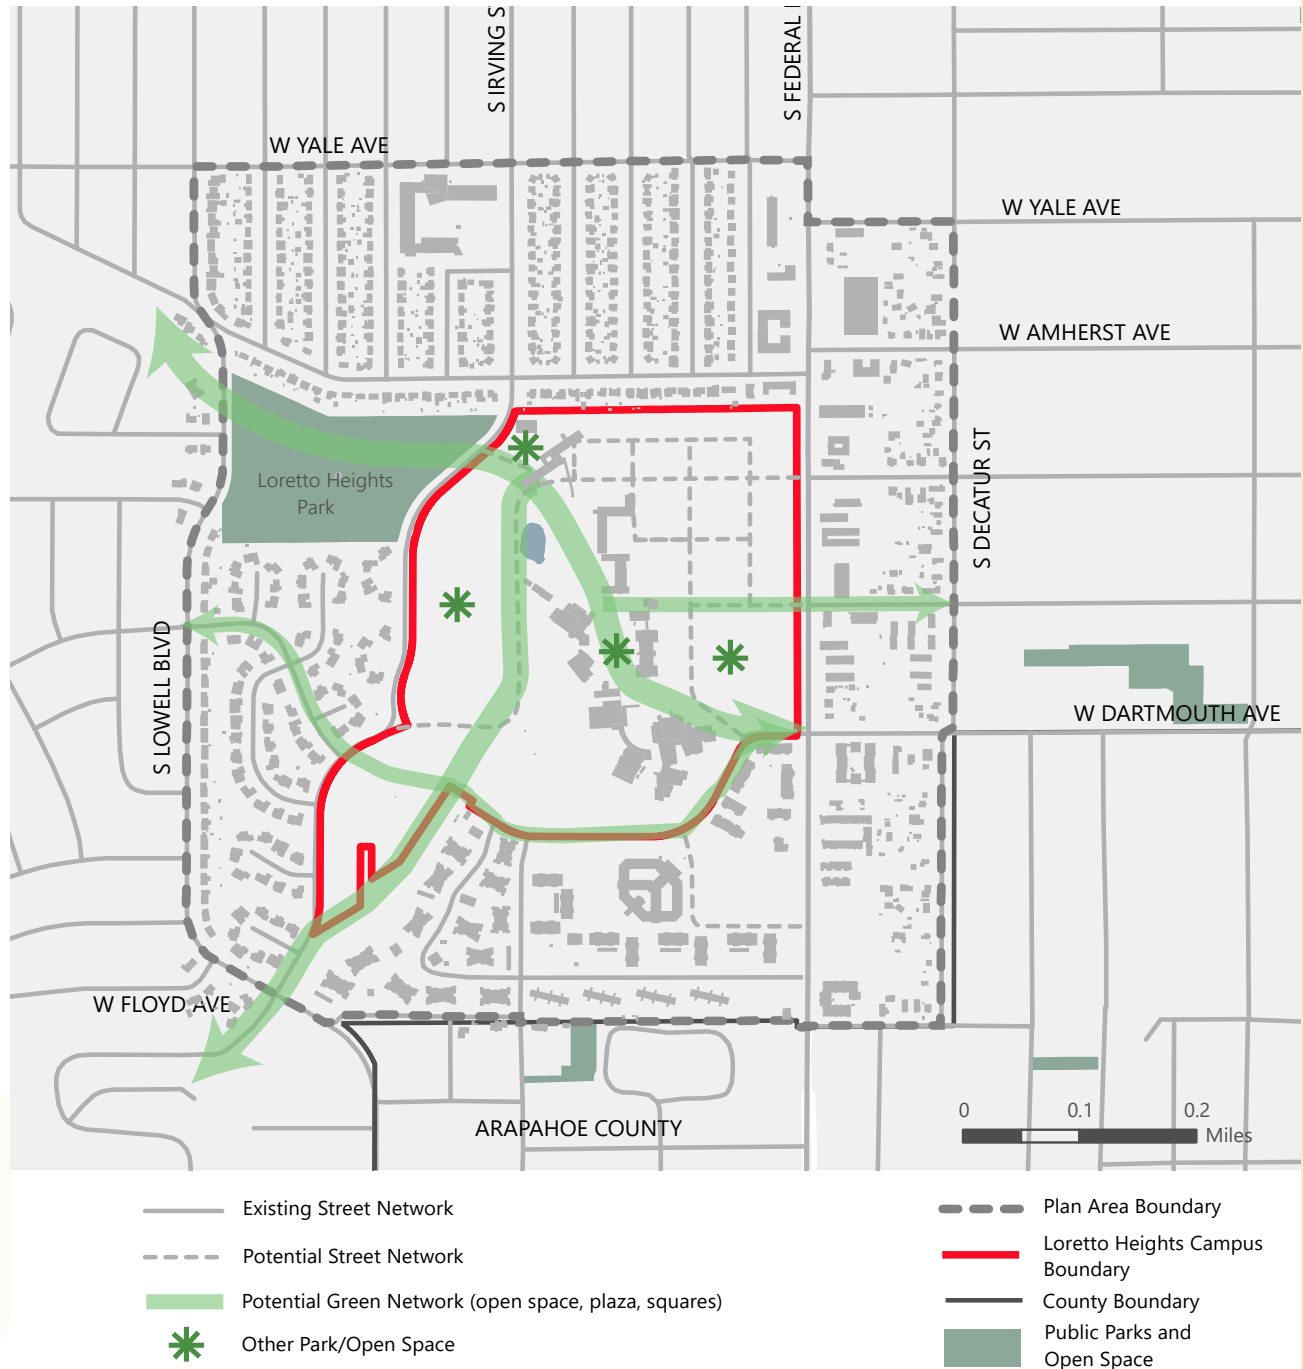 S IRVING S
S FEDERAL
W YALE AVE
W YALE AVE
W AMHERST AVE
S DECATUR ST
Loretto Heights
Park
S LOWELL BLVD
W DARTMOUTH AVE
W FLOYD AVE
ARAPAHOE COUNTY
0 0.1 0.2
Miles
Existing Street Network
Potential Street Network
Potential Green Network (open space, plaza, squares)
Other Park/Open Space
Plan Area Boundary
Loretto Heights Campus
Boundary
County Boundary
Public Parks and
Open Space